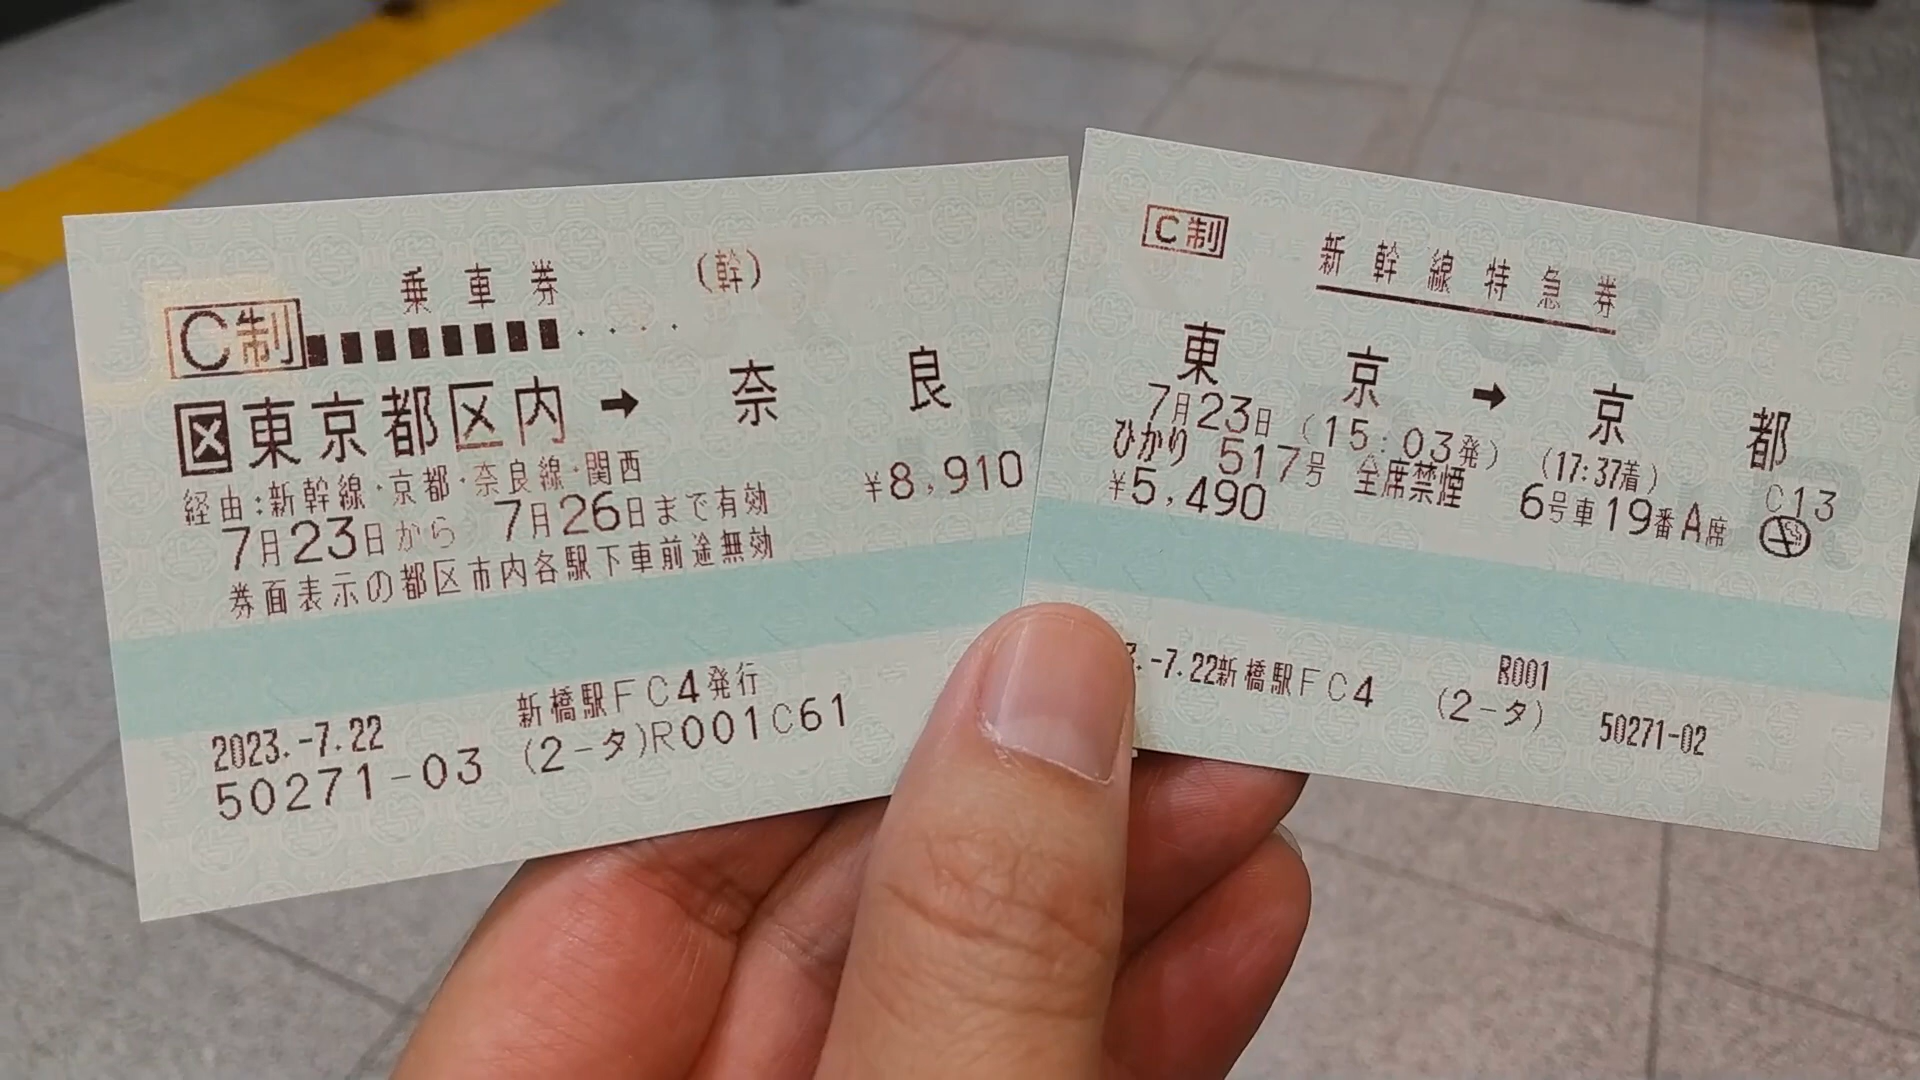 乗車券 (幹)
C制
区東京都区内 → 奈良
経由:新幹線・京都・奈良線・関西
¥8,910
7月23日から 7月26日まで有効
券面表示の都区市内各駅下車前途無効
新橋駅FC4発行
2023.-7.22
50271-03 (2-タ)R001C61
C制
新幹線特急券
東京 → 京都
7月23日 (15:03発) (17:37着) C13
ひかり 517号 全席禁煙 6号車19番A席
¥5,490
-7.22新橋駅FC4 (2-タ) R001
50271-02